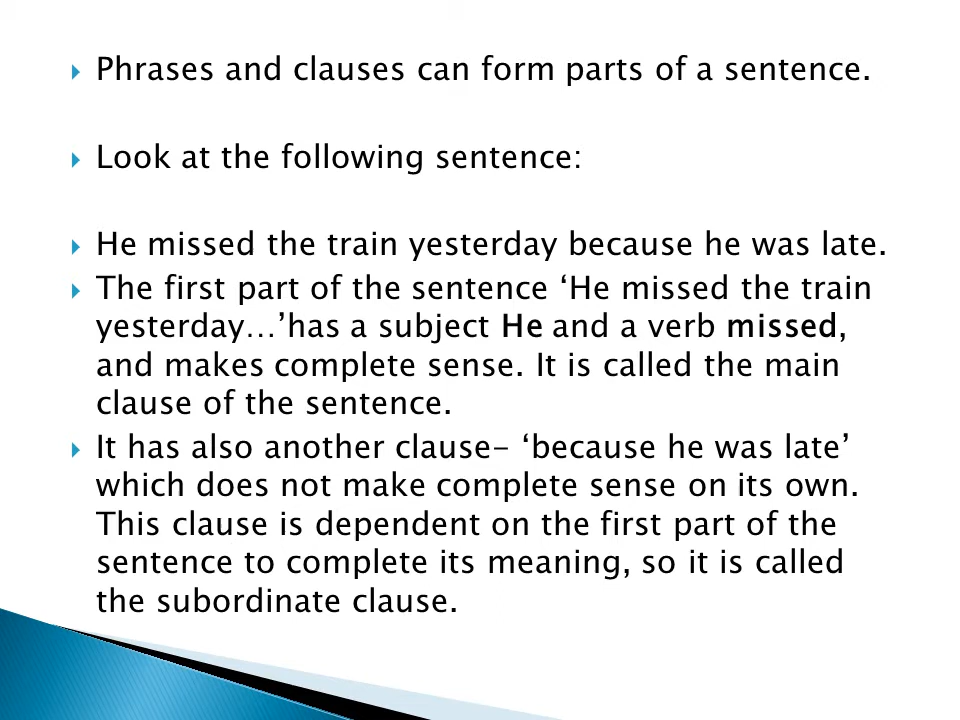 Phrases and clauses can form parts of a sentence.
Look at the following sentence:
He missed the train yesterday because he was late.
The first part of the sentence ‘He missed the train
yesterday…’has a subject He and a verb missed,
and makes complete sense. It is called the main
clause of the sentence.
It has also another clause- ‘because he was late’
which does not make complete sense on its own.
This clause is dependent on the first part of the
sentence to complete its meaning, so it is called
the subordinate clause.